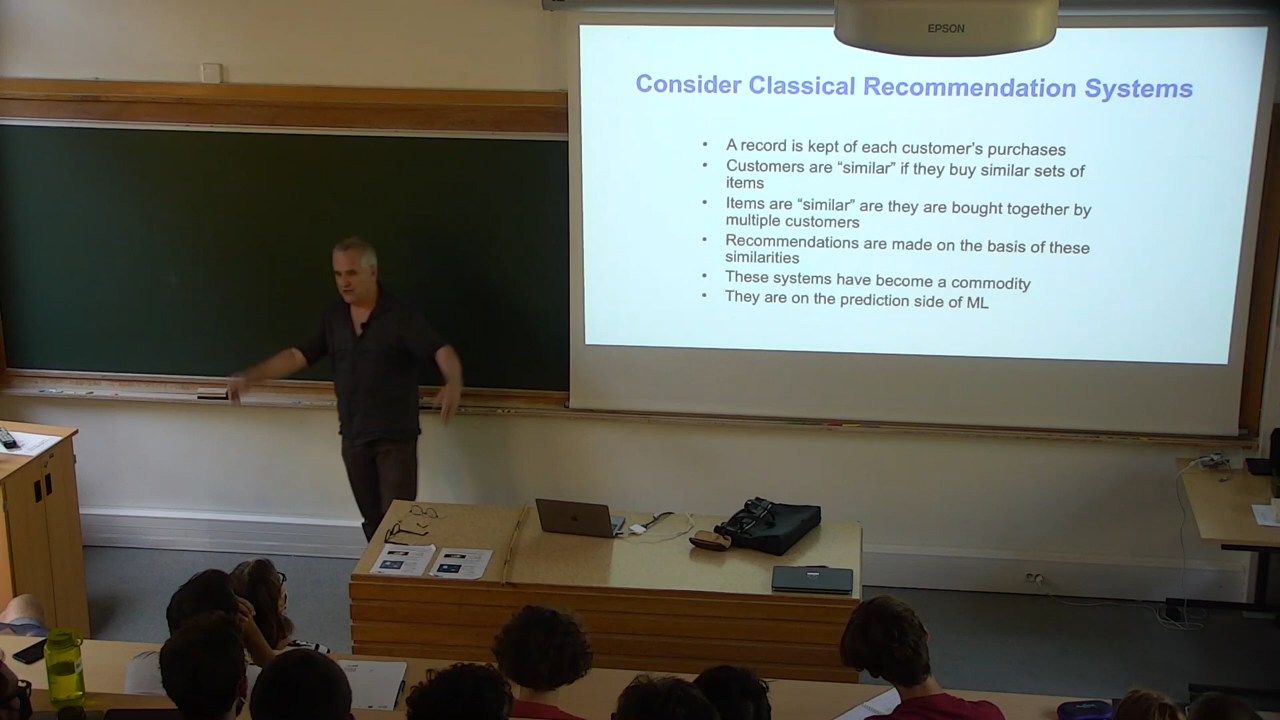 EPSON
Consider Classical Recommendation Systems
• A record is kept of each customer's purchases
• Customers are “similar” if they buy similar sets of
items
• Items are “similar” are they are bought together by
multiple customers
• Recommendations are made on the basis of these
similarities
• These systems have become a commodity
• They are on the prediction side of ML